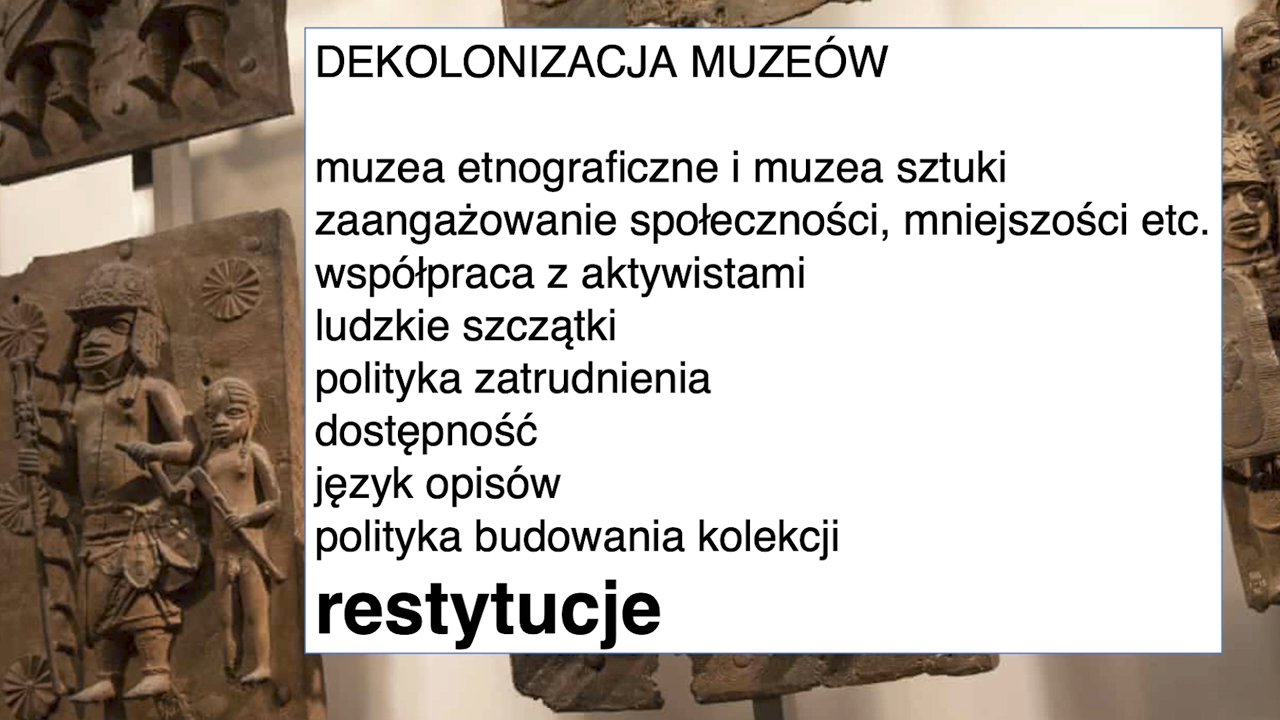 DEKOLONIZACJA MUZEÓW
muzea etnograficzne i muzea sztuki
zaangażowanie społeczności, mniejszości etc.
współpraca z aktywistami
ludzkie szczątki
polityka zatrudnienia
dostępność
język opisów
polityka budowania kolekcji
restytucje